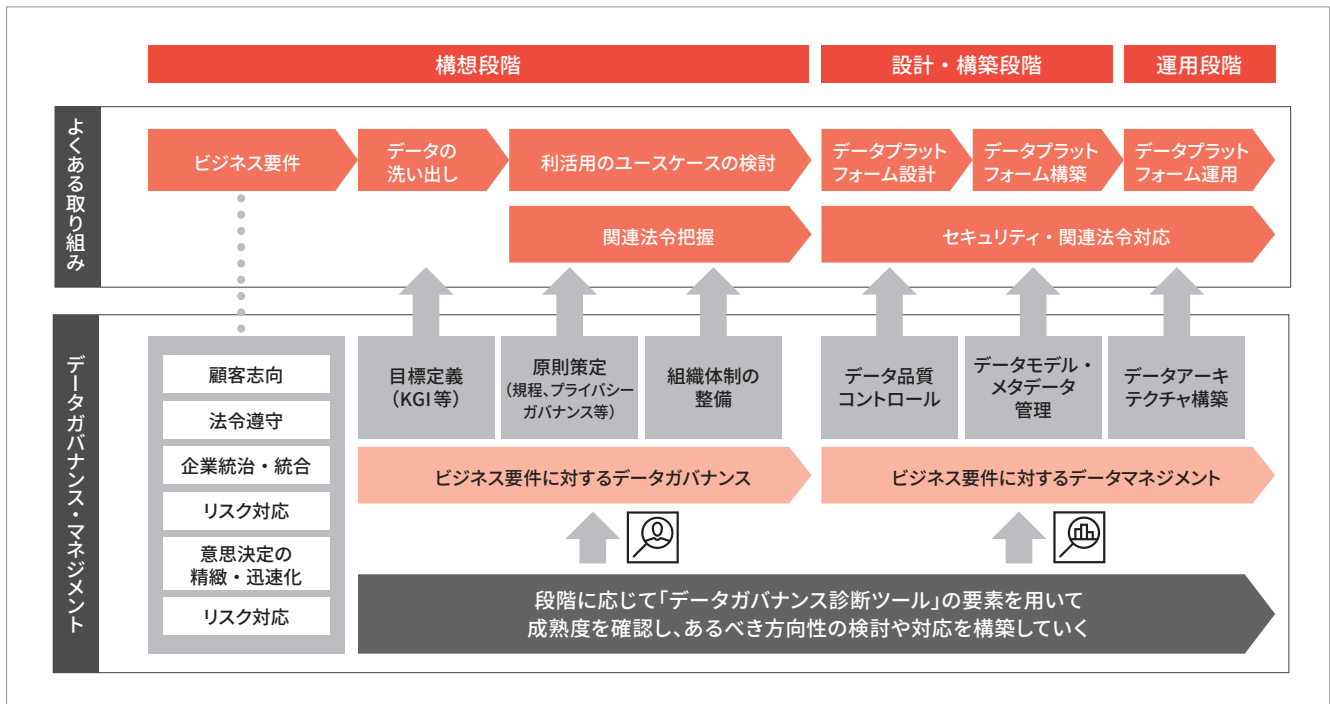 構想段階
設計・構築段階
運用段階
よくある取り組み
ビジネス要件
データの
洗い出し
利活用のユースケースの検討
データプラット
フォーム設計
データプラット
フォーム構築
データプラット
フォーム運用
関連法令把握
セキュリティ・関連法令対応
データガバナンス・マネジメント
顧客志向
法令遵守
企業統治・統合
リスク対応
意思決定の
精緻・迅速化
リスク対応
目標定義
（KGI等）
原則策定
（規程、プライバシー
ガバナンス等）
組織体制の
整備
データ品質
コントロール
データモデル・
メタデータ
管理
データアーキ
テクチャ構築
ビジネス要件に対するデータガバナンス
ビジネス要件に対するデータマネジメント
段階に応じて「データガバナンス診断ツール」の要素を用いて
成熟度を確認し、あるべき方向性の検討や対応を構築していく